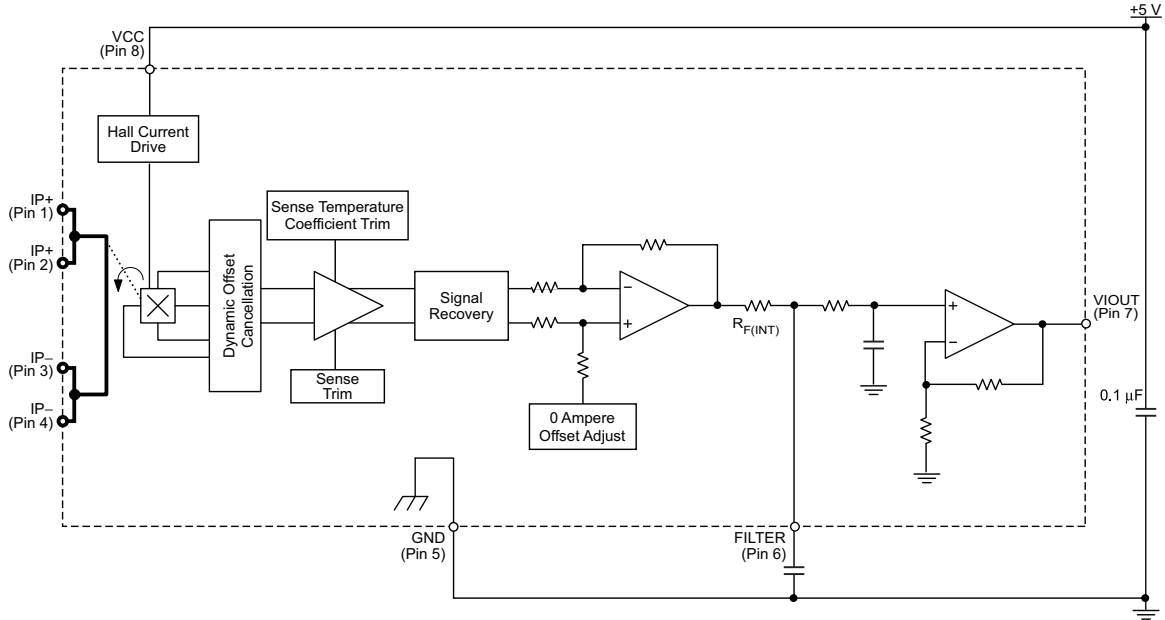 +5 V
VCC
(Pin 8)
Hall Current
Drive
IP+
(Pin 1)
IP+
(Pin 2)
IP–
(Pin 3)
IP–
(Pin 4)
Dynamic Offset
Cancellation
Sense Temperature
Coefficient Trim
Sense
Trim
Signal
Recovery
0 Ampere
Offset Adjust
–
+
RF(INT)
+
–
VIOUT
(Pin 7)
0.1 µF
GND
(Pin 5)
FILTER
(Pin 6)